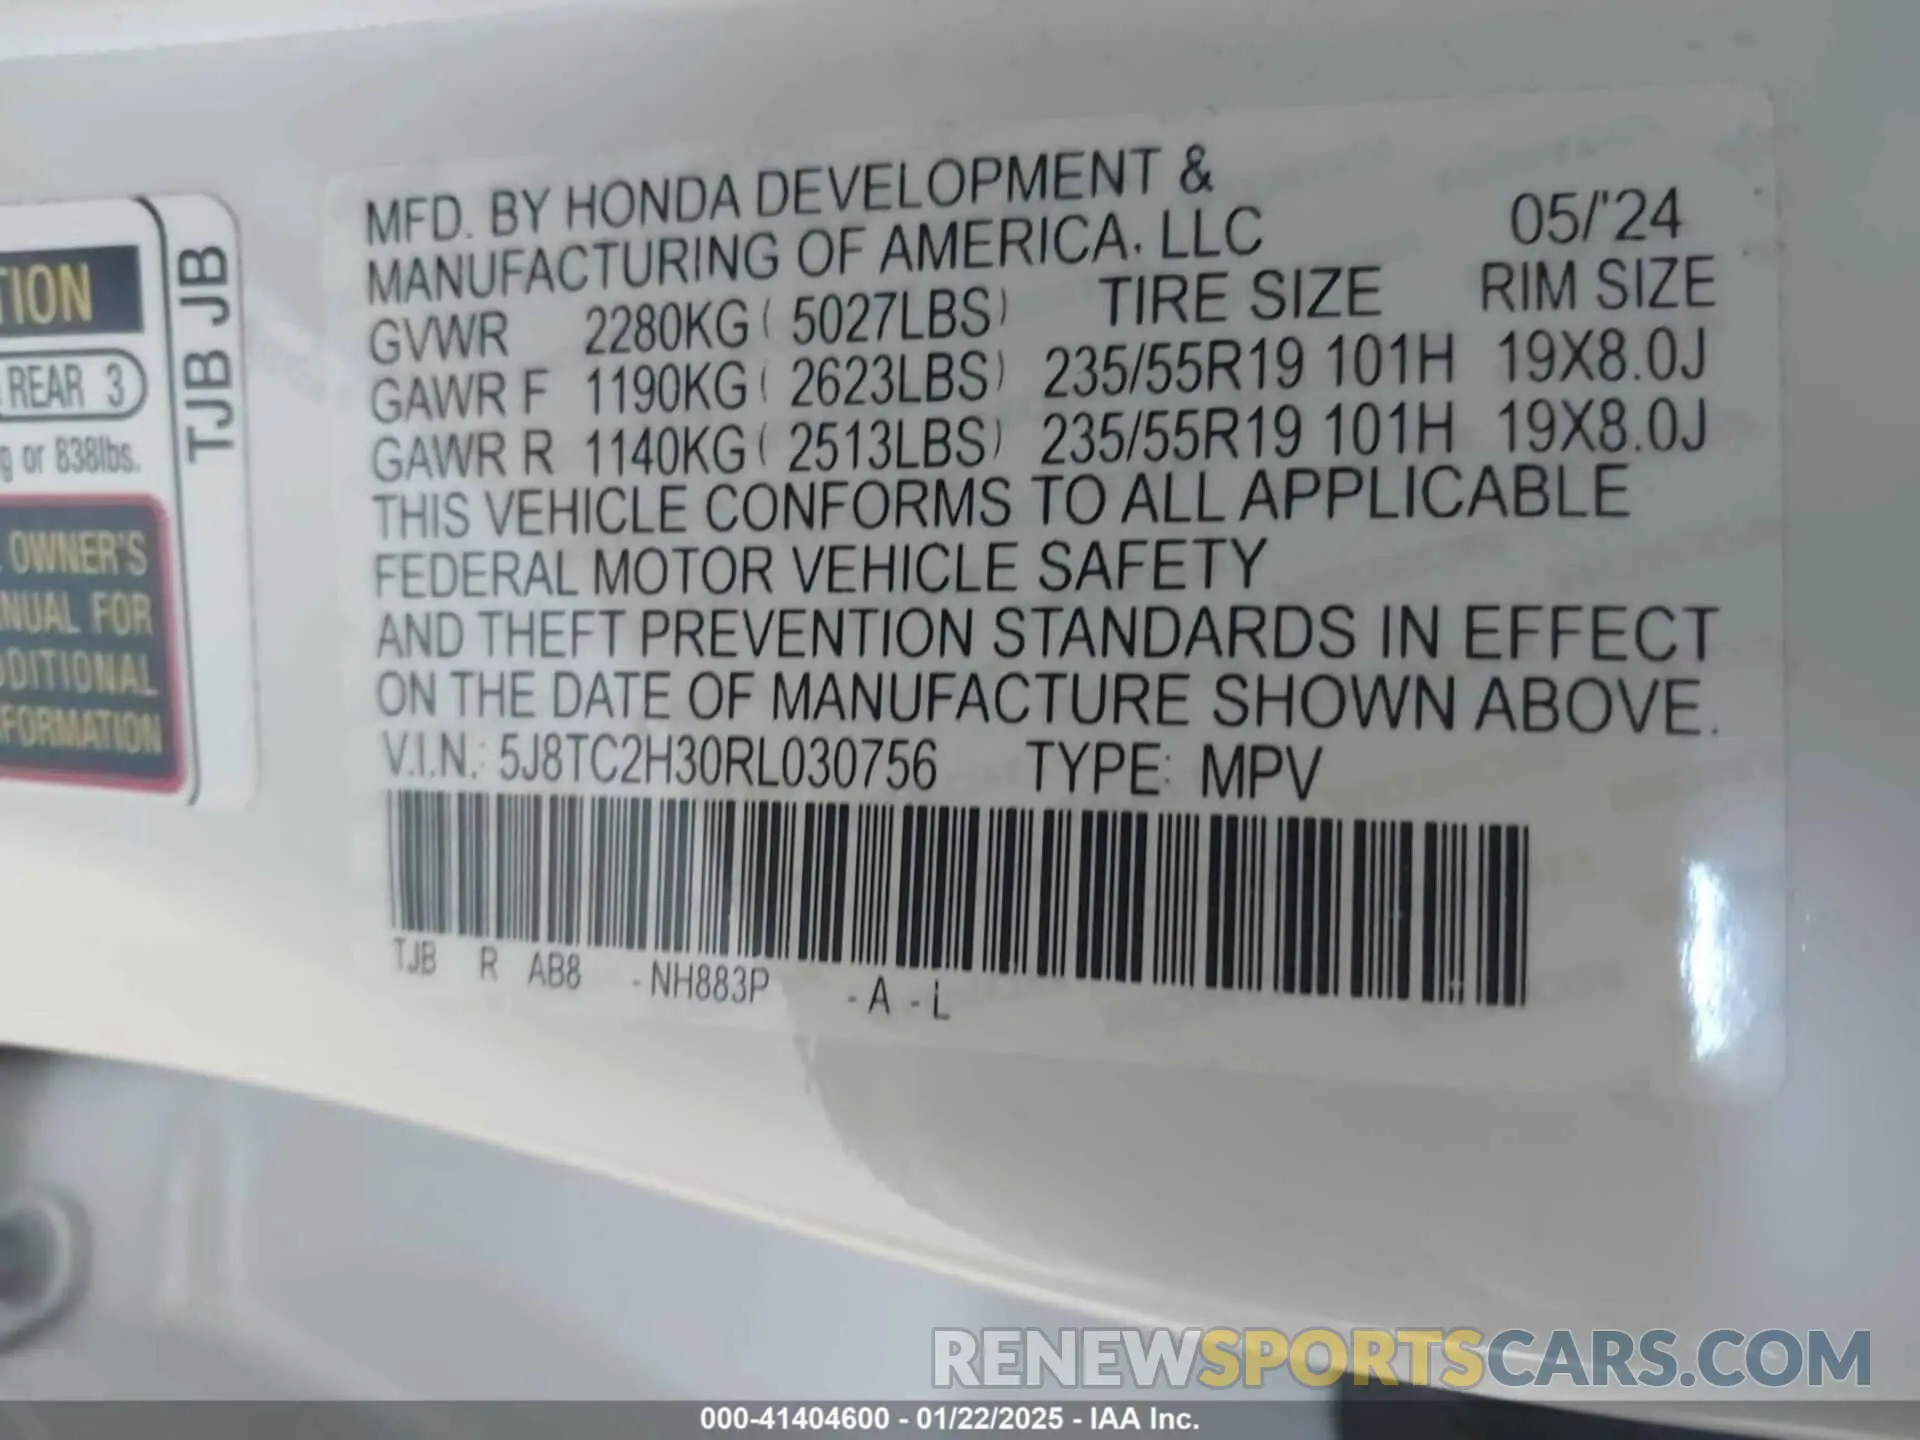 TION
REAR 3
g or 838lbs.
OWNER'S
NUAL FOR
DITIONAL
FORMATION
TJB JB
MFD. BY HONDA DEVELOPMENT &
MANUFACTURING OF AMERICA, LLC 05/'24
GVWR 2280KG ( 5027LBS) TIRE SIZE RIM SIZE
GAWR F 1190KG ( 2623LBS) 235/55R19 101H 19X8.0J
GAWR R 1140KG ( 2513LBS) 235/55R19 101H 19X8.0J
THIS VEHICLE CONFORMS TO ALL APPLICABLE
FEDERAL MOTOR VEHICLE SAFETY
AND THEFT PREVENTION STANDARDS IN EFFECT
ON THE DATE OF MANUFACTURE SHOWN ABOVE.
V.I.N.: 5J8TC2H30RL030756 TYPE: MPV
TJB R AB8 -NH883P -A -L
RENEWSPORTSCARS.COM
000-41404600 - 01/22/2025 - IAA Inc.